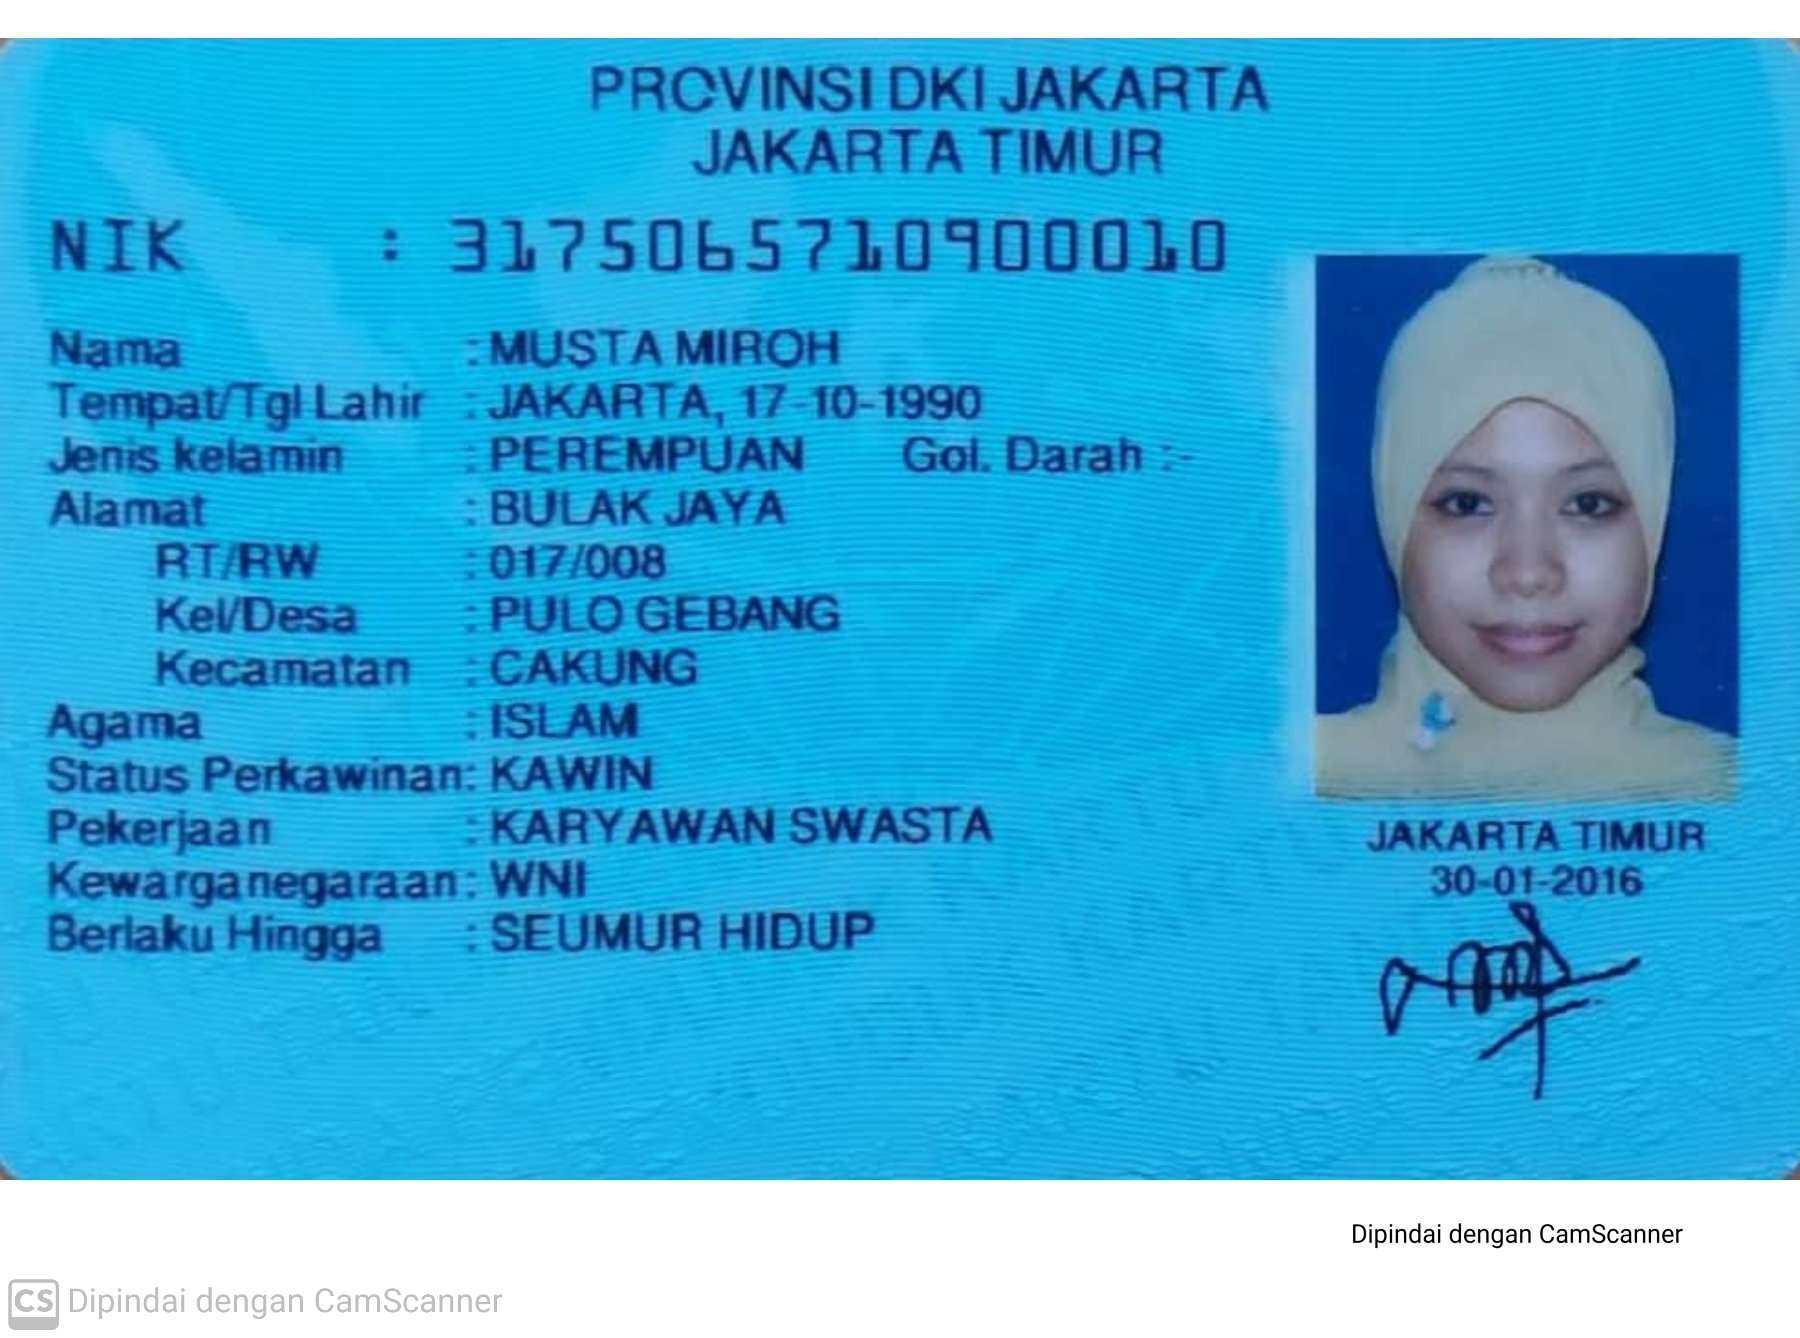 PROVINSI DKI JAKARTA
JAKARTA TIMUR
NIK : 3175065710900010
Nama : MUSTA MIROH
Tempat/Tgl Lahir : JAKARTA, 17-10-1990
Jenis kelamin : PEREMPUAN Gol. Darah :-
Alamat : BULAK JAYA
RT/RW : 017/008
Kel/Desa : PULO GEBANG
Kecamatan : CAKUNG
Agama : ISLAM
Status Perkawinan: KAWIN
Pekerjaan : KARYAWAN SWASTA
Kewarganegaraan: WNI
Berlaku Hingga : SEUMUR HIDUP
JAKARTA TIMUR
30-01-2016
Dipindai dengan CamScanner
CS Dipindai dengan CamScanner